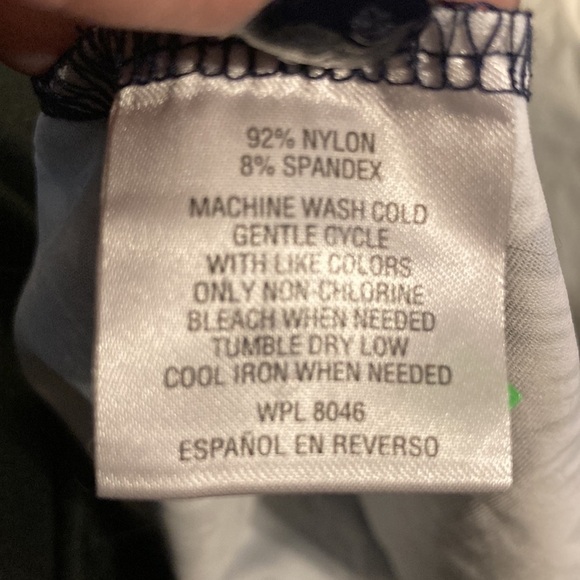 92% NYLON
8% SPANDEX
MACHINE WASH COLD
GENTLE CYCLE
WITH LIKE COLORS
ONLY NON-CHLORINE
BLEACH WHEN NEEDED
TUMBLE DRY LOW
COOL IRON WHEN NEEDED
WPL 8046
ESPAÑOL EN REVERSO